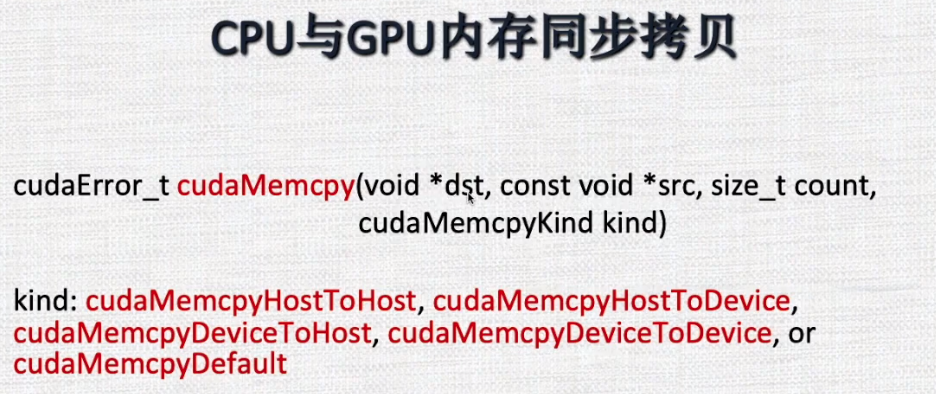 CPU与GPU内存同步拷贝
cudaError_t cudaMemcpy(void *dst, const void *src, size_t count,
cudaMemcpyKind kind)
kind: cudaMemcpyHostToHost, cudaMemcpyHostToDevice,
cudaMemcpyDeviceToHost, cudaMemcpyDeviceToDevice, or
cudaMemcpyDefault